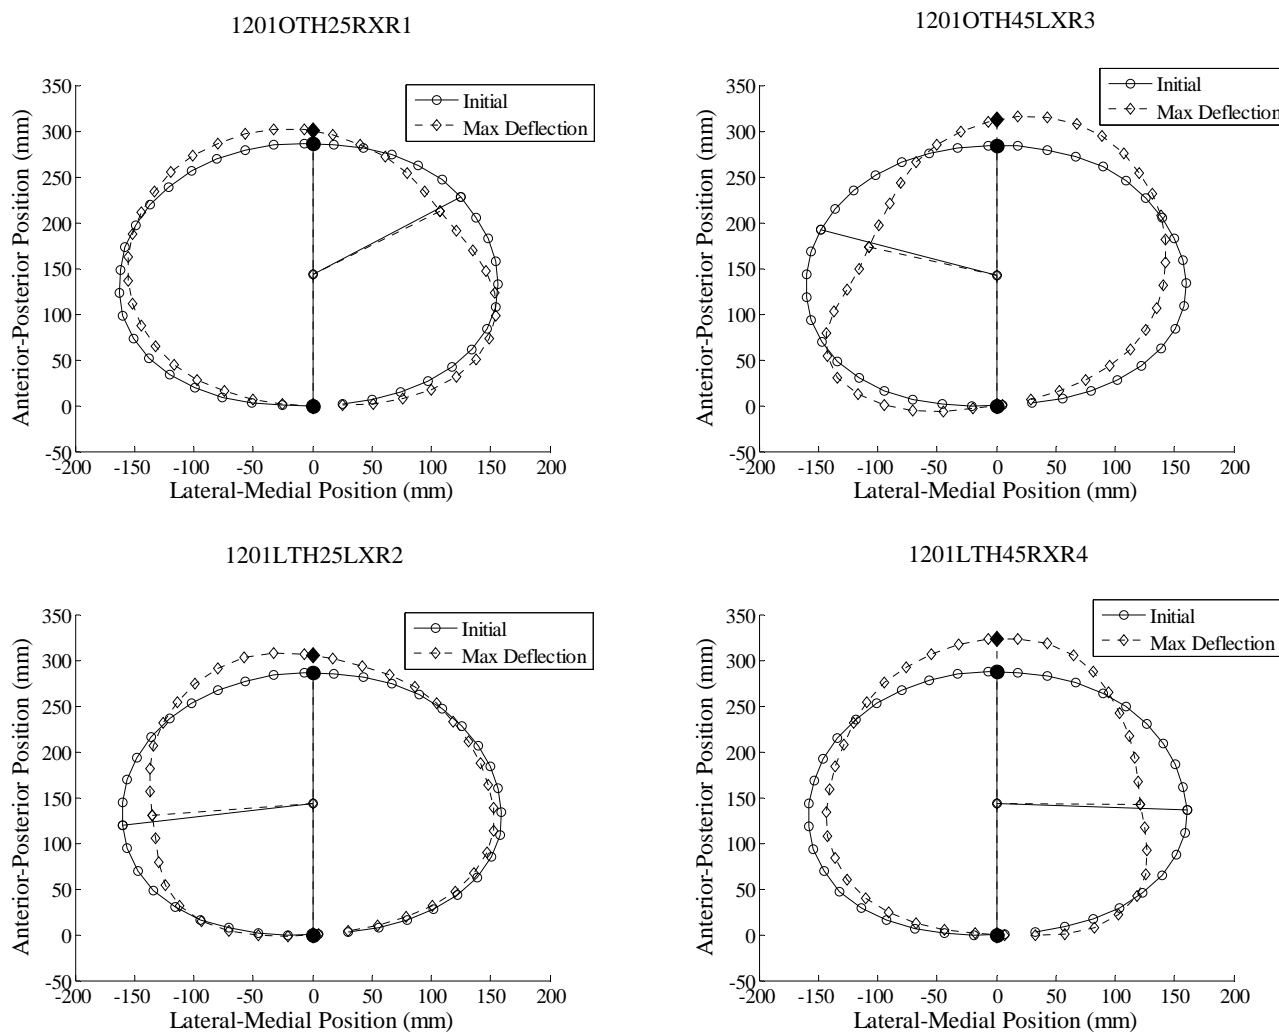 1201OTH25RXR1
Initial
Max Deflection
350
300
250
200
150
100
50
0
-50
Anterior-Posterior Position (mm)
-200 -150 -100 -50 0 50 100 150 200
Lateral-Medial Position (mm)
1201OTH45LXR3
Initial
Max Deflection
350
300
250
200
150
100
50
0
-50
Anterior-Posterior Position (mm)
-200 -150 -100 -50 0 50 100 150 200
Lateral-Medial Position (mm)
1201LTH25LXR2
Initial
Max Deflection
350
300
250
200
150
100
50
0
-50
Anterior-Posterior Position (mm)
-200 -150 -100 -50 0 50 100 150 200
Lateral-Medial Position (mm)
1201LTH45RXR4
Initial
Max Deflection
350
300
250
200
150
100
50
0
-50
Anterior-Posterior Position (mm)
-200 -150 -100 -50 0 50 100 150 200
Lateral-Medial Position (mm)